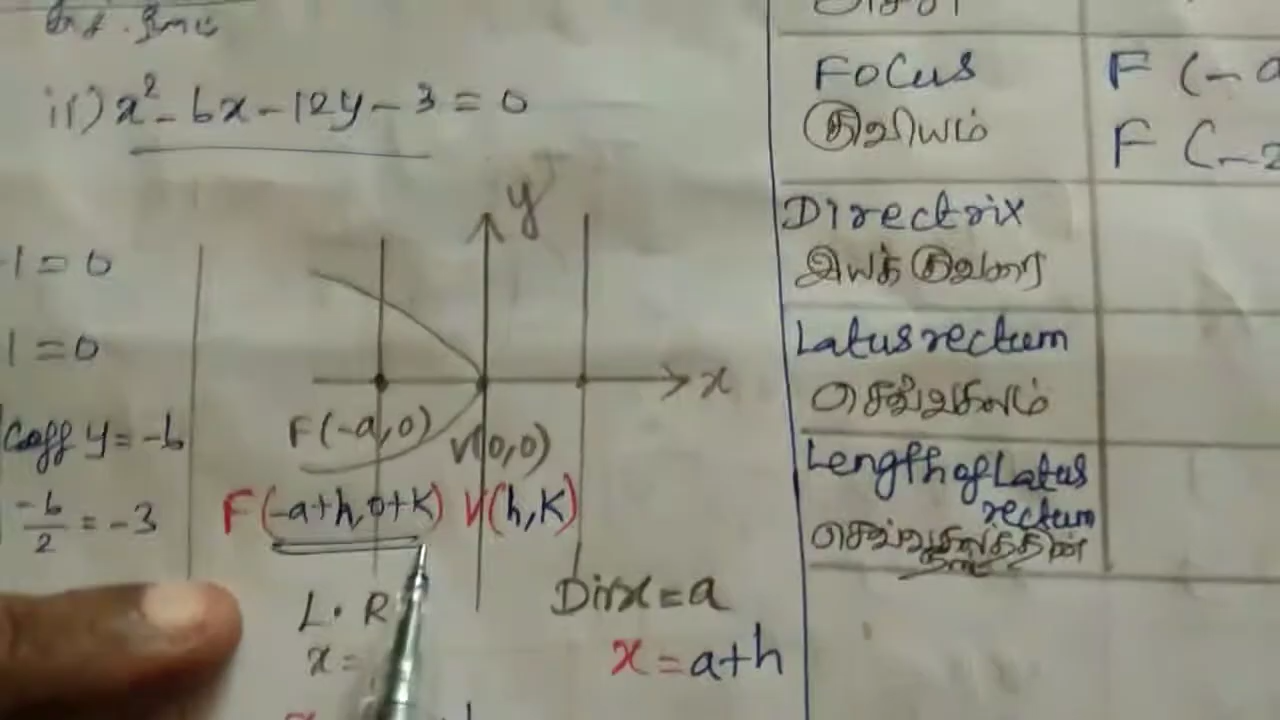 ii) x² - 6x - 12y - 3 = 0
-1 = 0
1 = 0
Coff y = -6
-6/2 = -3
y
x
F(-a,0)
V(0,0)
F(-a+h, 0+k) V(h,k)
L.R
x =
Dir x = a
x = a+h
Focus
குவியம்
F (-a
F (-2
Directrix
இயக்குவரை
Latus rectum
செவ்வகலம்
Length of Latus
rectum
செவ்வகலத்தின்